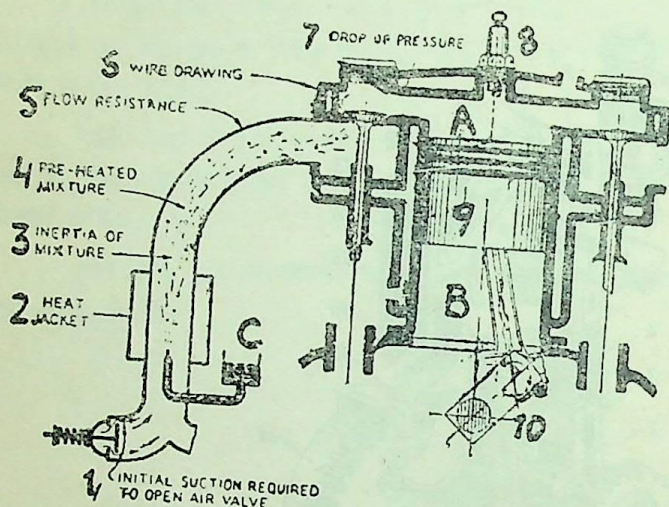 7 DROP OF PRESSURE 8
5 WIRE DRAWING
5 FLOW RESISTANCE
A
4 PRE-HEATED
MIXTURE
9
3 INERTIA OF
MIXTURE
B
2 HEAT
JACKET
C
10
1 INITIAL SUCTION REQUIRED
TO OPEN AIR VALVE